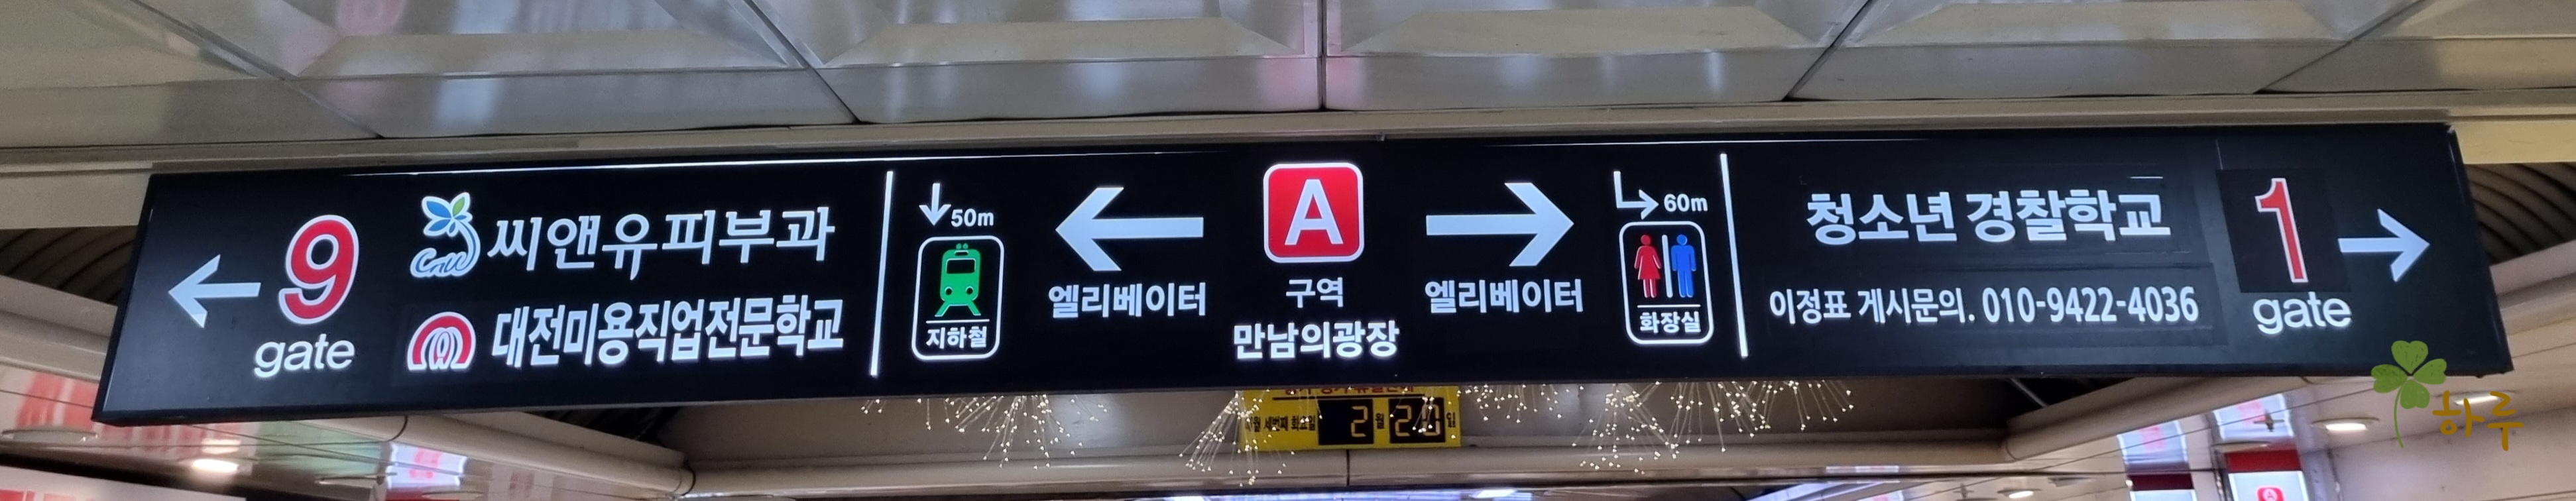 9
gate
cnu
씨앤유피부과
대전미용직업전문학교
50m
지하철
엘리베이터
A
구역
만남의광장
엘리베이터
60m
화장실
청소년 경찰학교
이정표 게시문의. 010-9422-4036
1
gate
2월 20일
하루
A